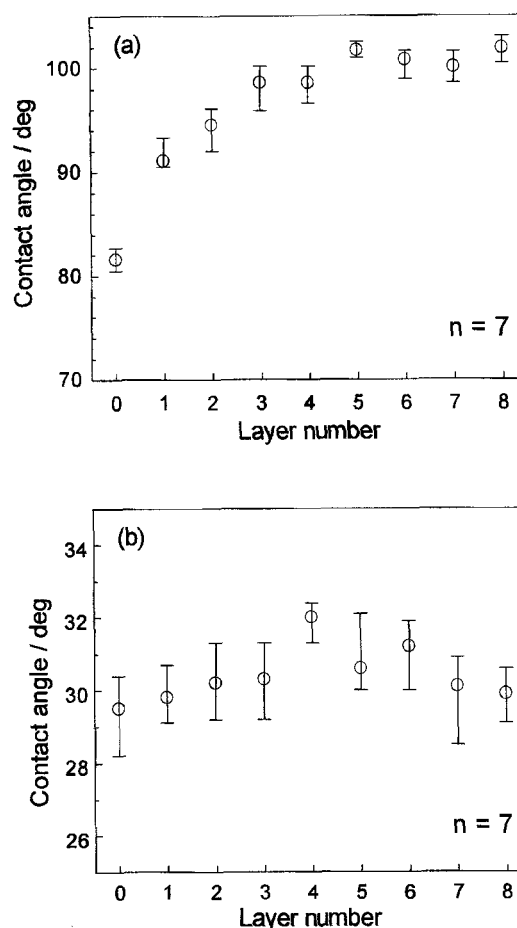 (a)
100
90
80
70
Contact angle / deg
n = 7
0 1 2 3 4 5 6 7 8
Layer number
(b)
34
32
30
28
26
Contact angle / deg
n = 7
0 1 2 3 4 5 6 7 8
Layer number